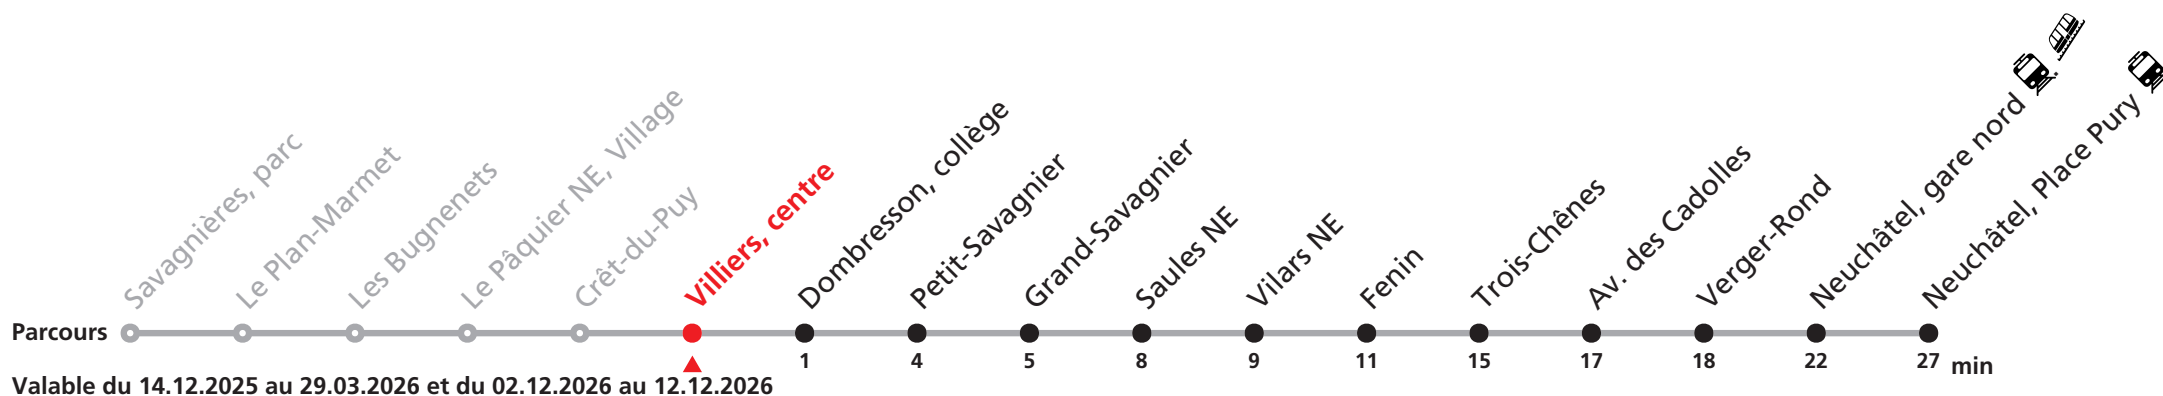 Savagnières, parc
Le Plan-Marmet
Les Bugnenets
Le Pâquier NE, Village
Crêt-du-Puy
Villiers, centre
Dombresson, collège
Petit-Savagnier
Grand-Savagnier
Saules NE
Vilars NE
Fenin
Trois-Chênes
Av. des Cadolles
Verger-Rond
Neuchâtel, gare nord
Neuchâtel, Place Pury
Parcours
1 4 5 8 9 11 15 17 18 22 27 min
Valable du 14.12.2025 au 29.03.2026 et du 02.12.2026 au 12.12.2026